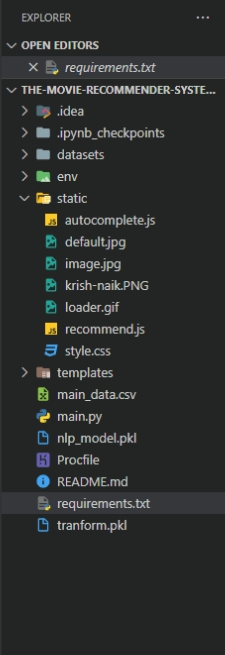 EXPLORER ...
OPEN EDITORS
requirements.txt
THE-MOVIE-RECOMMENDER-SYSTE...
.idea
.ipynb_checkpoints
datasets
env
static
JS autocomplete.js
default.jpg
image.jpg
krish-naik.PNG
loader.gif
JS recommend.js
style.css
templates
main_data.csv
main.py
nlp_model.pkl
Procfile
README.md
requirements.txt
tranform.pkl